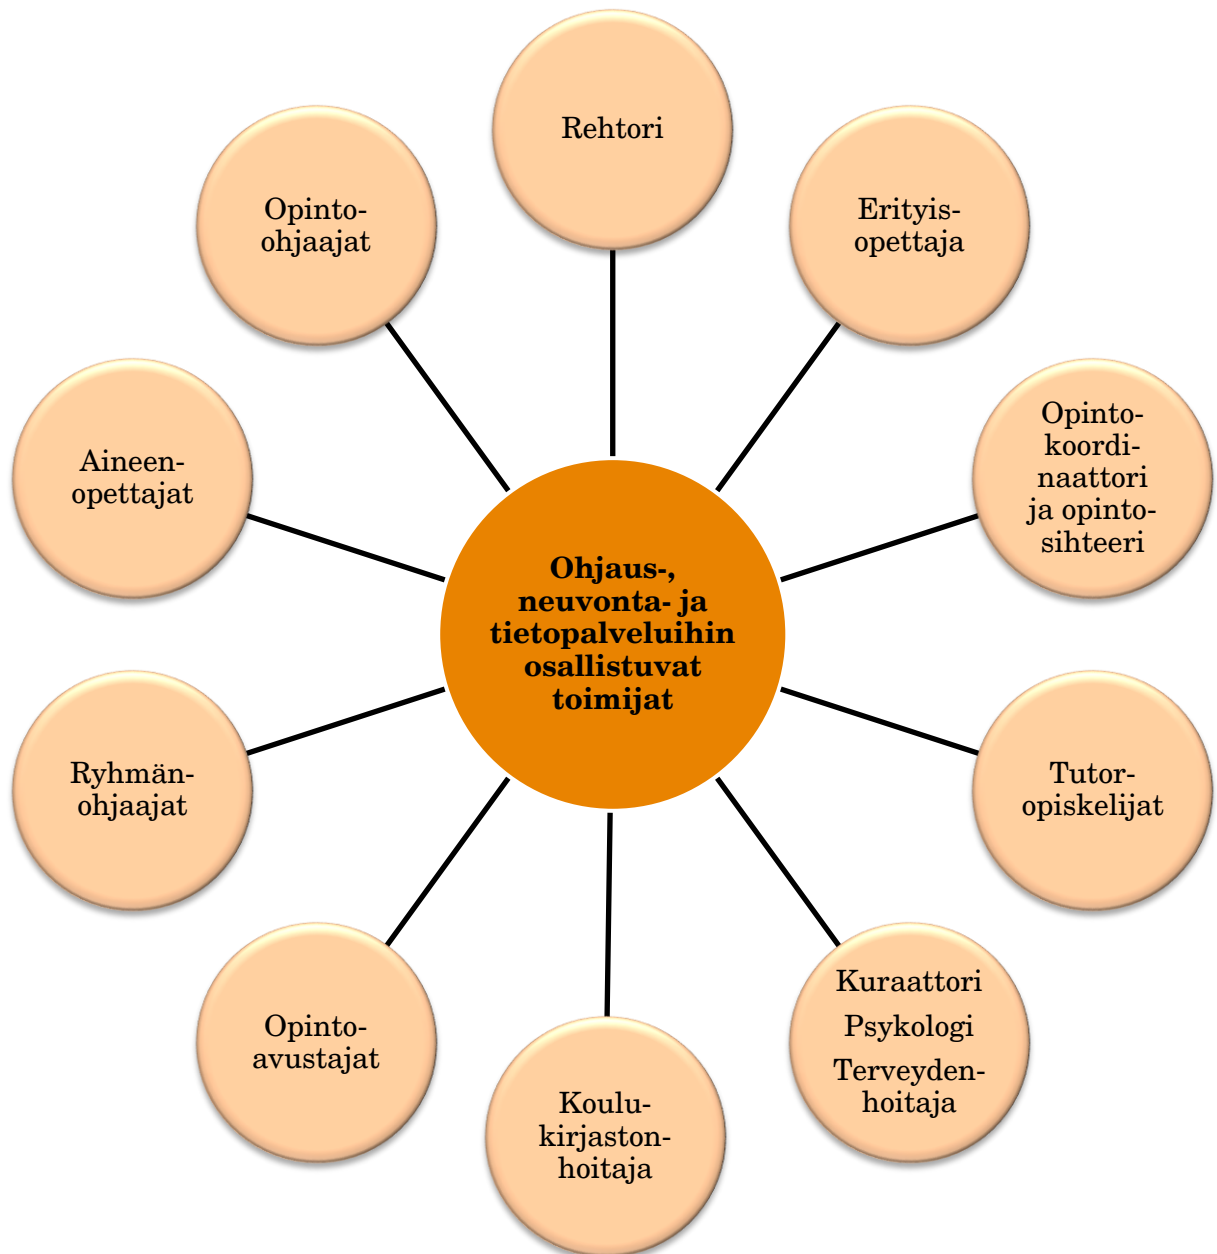 Rehtori
Opinto-
ohjaajat
Erityis-
opettaja
Aineen-
opettajat
Opinto-
koordi-
naattori
ja opinto-
sihteeri
Ohjaus-,
neuvonta- ja
tietopalveluihin
osallistuvat
toimijat
Ryhmän-
ohjaajat
Tutor-
opiskelijat
Opinto-
avustajat
Kuraattori
Psykologi
Terveyden-
hoitaja
Koulu-
kirjaston-
hoitaja